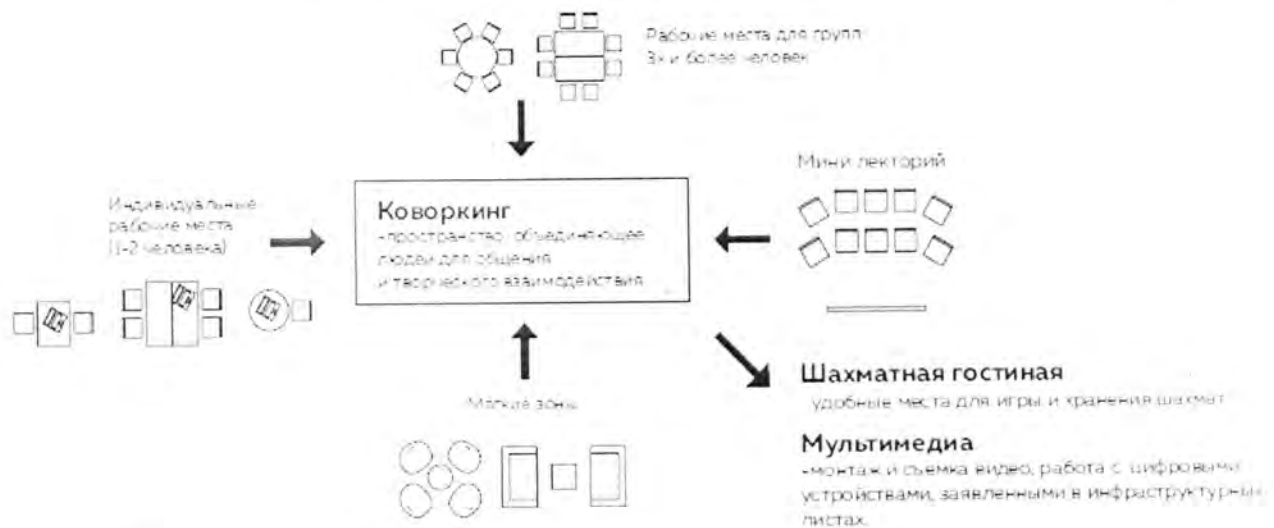 Рабочие места для групп
3х и более человек
Мини лекторий
Индивидуальные
рабочие места
(1-2 человека)
Коворкинг
-пространство, объединяющее
людей для общения
и творческого взаимодействия
Мягкие зоны
Шахматная гостиная
удобные места для игры и хранения шахмат
Мультимедиа
-монтаж и съемка видео, работа с цифровыми
устройствами, заявленными в инфраструктурных
листах.